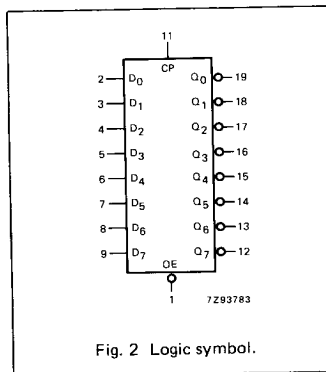 11
CP
2 D0 Q0 19
3 D1 Q1 18
4 D2 Q2 17
5 D3 Q3 16
6 D4 Q4 15
7 D5 Q5 14
8 D6 Q6 13
9 D7 Q7 12
OE
1 7Z93783
Fig. 2 Logic symbol.